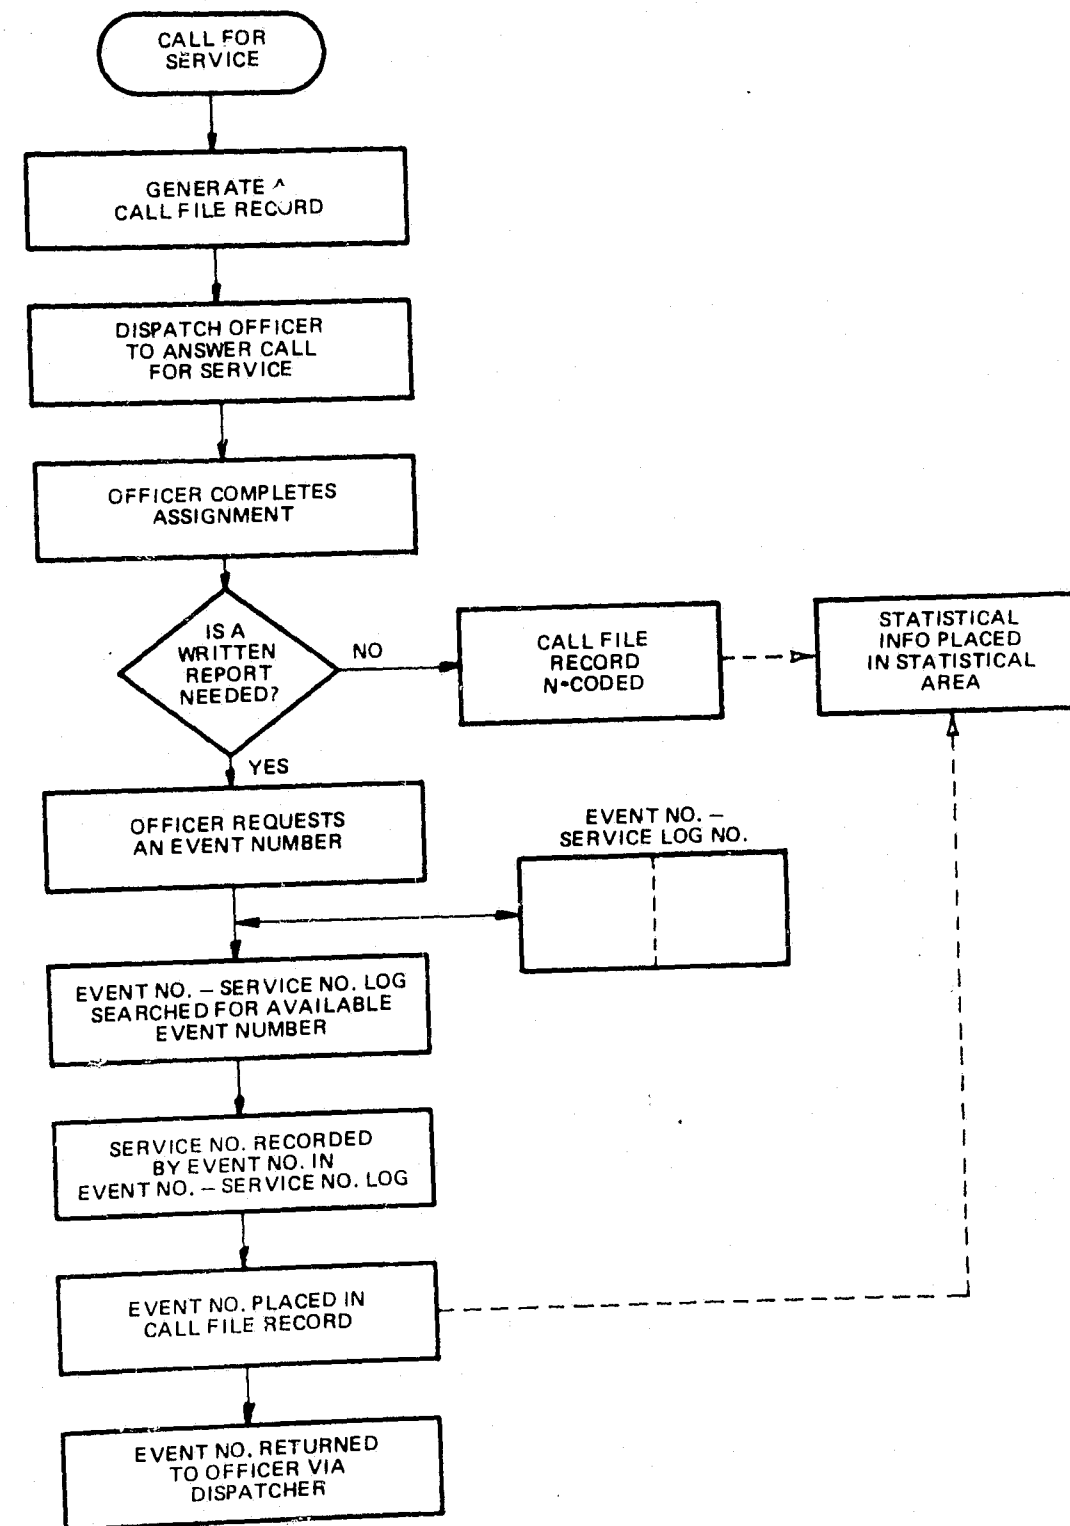 CALL FOR
SERVICE
GENERATE A
CALL FILE RECORD
DISPATCH OFFICER
TO ANSWER CALL
FOR SERVICE
OFFICER COMPLETES
ASSIGNMENT
IS A
WRITTEN
REPORT
NEEDED?
NO
CALL FILE
RECORD
N-CODED
STATISTICAL
INFO PLACED
IN STATISTICAL
AREA
YES
OFFICER REQUESTS
AN EVENT NUMBER
EVENT NO. –
SERVICE LOG NO.
EVENT NO. – SERVICE NO. LOG
SEARCHED FOR AVAILABLE
EVENT NUMBER
SERVICE NO. RECORDED
BY EVENT NO. IN
EVENT NO. – SERVICE NO. LOG
EVENT NO. PLACED IN
CALL FILE RECORD
EVENT NO. RETURNED
TO OFFICER VIA
DISPATCHER